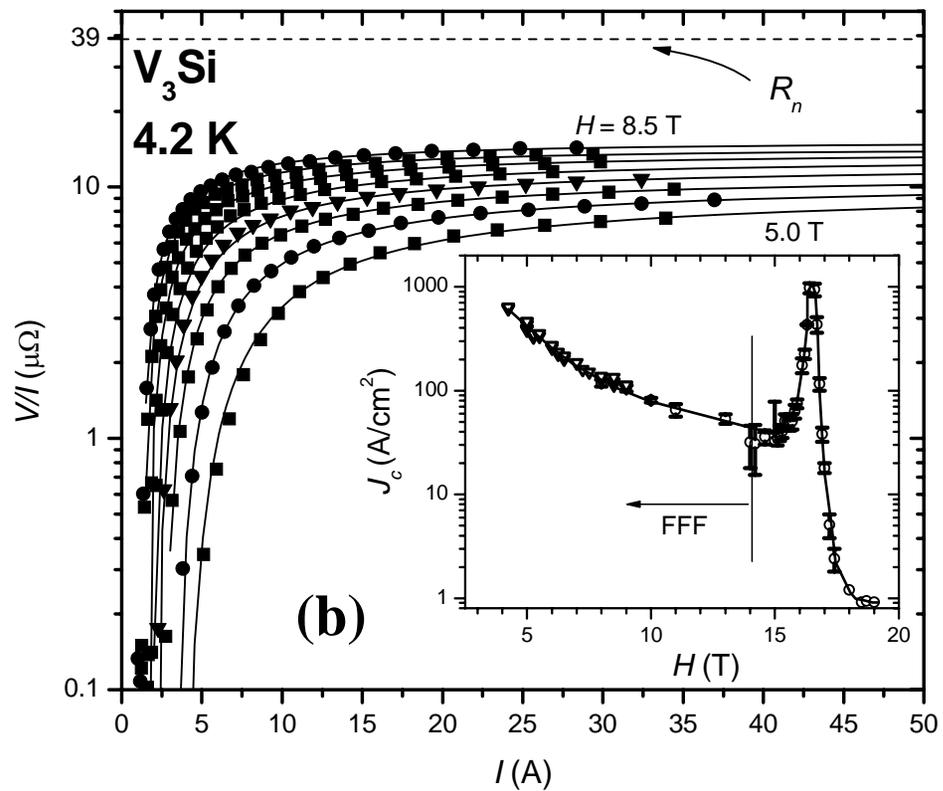 39
V₃Si
4.2 K
Rₙ
H = 8.5 T
10
5.0 T
1000
100
10
1
J_c (A/cm²)
FFF
5 10 15 20
H (T)
V/I (μΩ)
1
(b)
0.1
0 5 10 15 20 25 30 35 40 45 50
I (A)